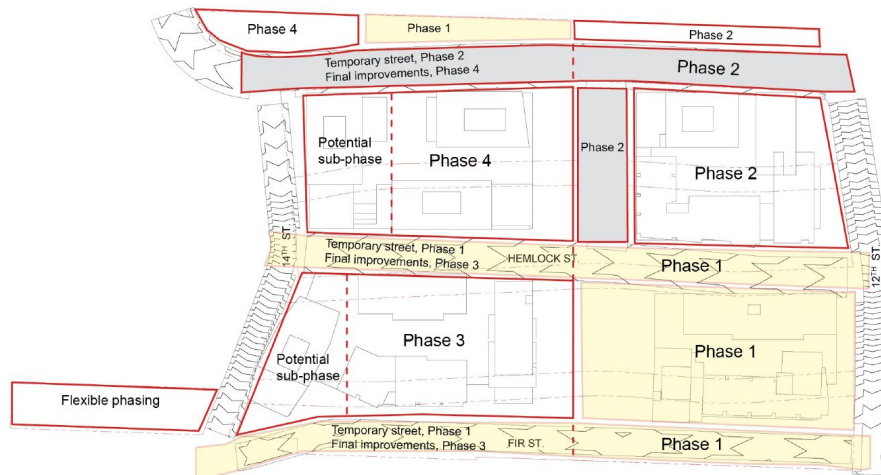 Phase 4
Phase 1
Phase 2
Temporary street, Phase 2
Final improvements, Phase 4
Phase 2
Potential
sub-phase
Phase 4
Phase 2
Phase 2
14TH ST.
Temporary street, Phase 1
Final improvements, Phase 3
HEMLOCK ST.
Phase 1
12TH ST.
Potential
sub-phase
Phase 3
Phase 1
Flexible phasing
Temporary street, Phase 1
Final improvements, Phase 3
FIR ST.
Phase 1